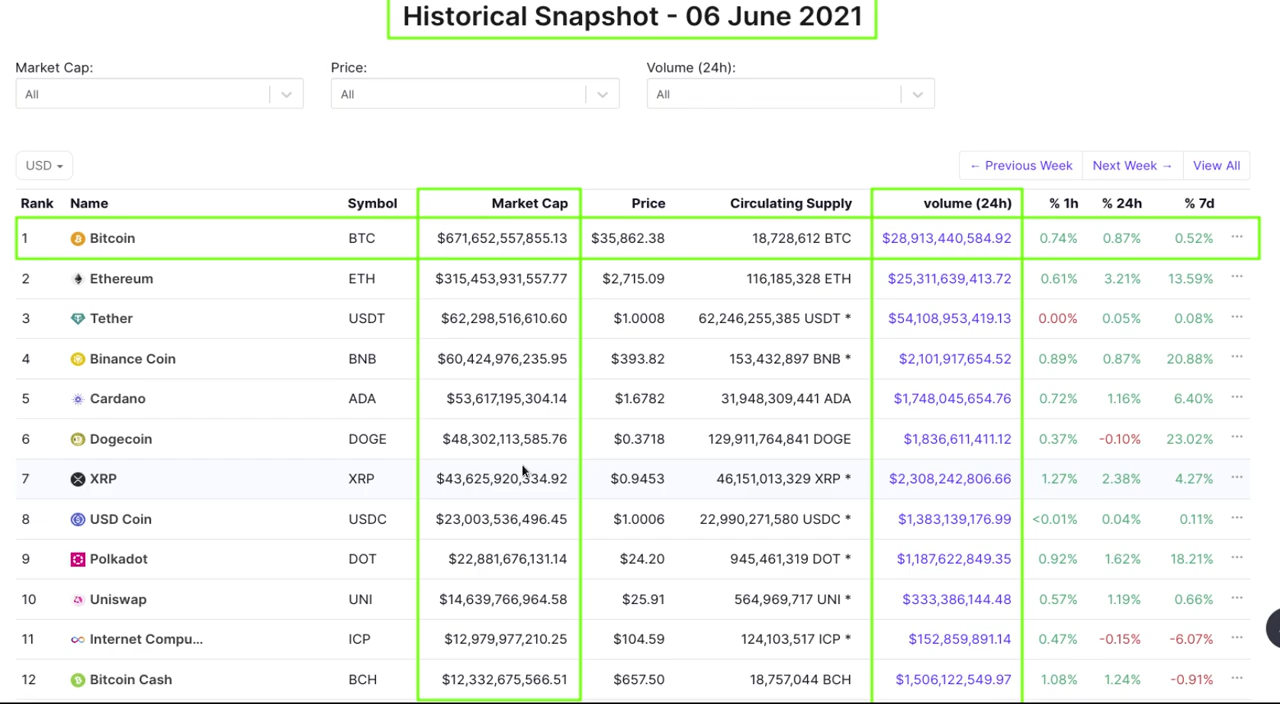 Historical Snapshot - 06 June 2021
Market Cap: Price: Volume (24h):
All All All
USD ← Previous Week Next Week → View All
Rank Name Symbol Market Cap Price Circulating Supply volume (24h) % 1h % 24h % 7d
1 Bitcoin BTC $671,652,557,855.13 $35,862.38 18,728,612 BTC $28,913,440,584.92 0.74% 0.87% 0.52% ...
2 Ethereum ETH $315,453,931,557.77 $2,715.09 116,185,328 ETH $25,311,639,413.72 0.61% 3.21% 13.59% ...
3 Tether USDT $62,298,516,610.60 $1.0008 62,246,255,385 USDT * $54,108,953,419.13 0.00% 0.05% 0.08% ...
4 Binance Coin BNB $60,424,976,235.95 $393.82 153,432,897 BNB * $2,101,917,654.52 0.89% 0.87% 20.88% ...
5 Cardano ADA $53,617,195,304.14 $1.6782 31,948,309,441 ADA $1,748,045,654.76 0.72% 1.16% 6.40% ...
6 Dogecoin DOGE $48,302,113,585.76 $0.3718 129,911,764,841 DOGE $1,836,611,411.12 0.37% -0.10% 23.02% ...
7 XRP XRP $43,625,920,334.92 $0.9453 46,151,013,329 XRP * $2,308,242,806.66 1.27% 2.38% 4.27% ...
8 USD Coin USDC $23,003,536,496.45 $1.0006 22,990,271,580 USDC * $1,383,139,176.99 <0.01% 0.04% 0.11% ...
9 Polkadot DOT $22,881,676,131.14 $24.20 945,461,319 DOT * $1,187,622,849.35 0.92% 1.62% 18.21% ...
10 Uniswap UNI $14,639,766,964.58 $25.91 564,969,717 UNI * $333,386,144.48 0.57% 1.19% 0.66% ...
11 Internet Compu... ICP $12,979,977,210.25 $104.59 124,103,517 ICP * $152,859,891.14 0.47% -0.15% -6.07% ...
12 Bitcoin Cash BCH $12,332,675,566.51 $657.50 18,757,044 BCH $1,506,122,549.97 1.08% 1.24% -0.91% ...